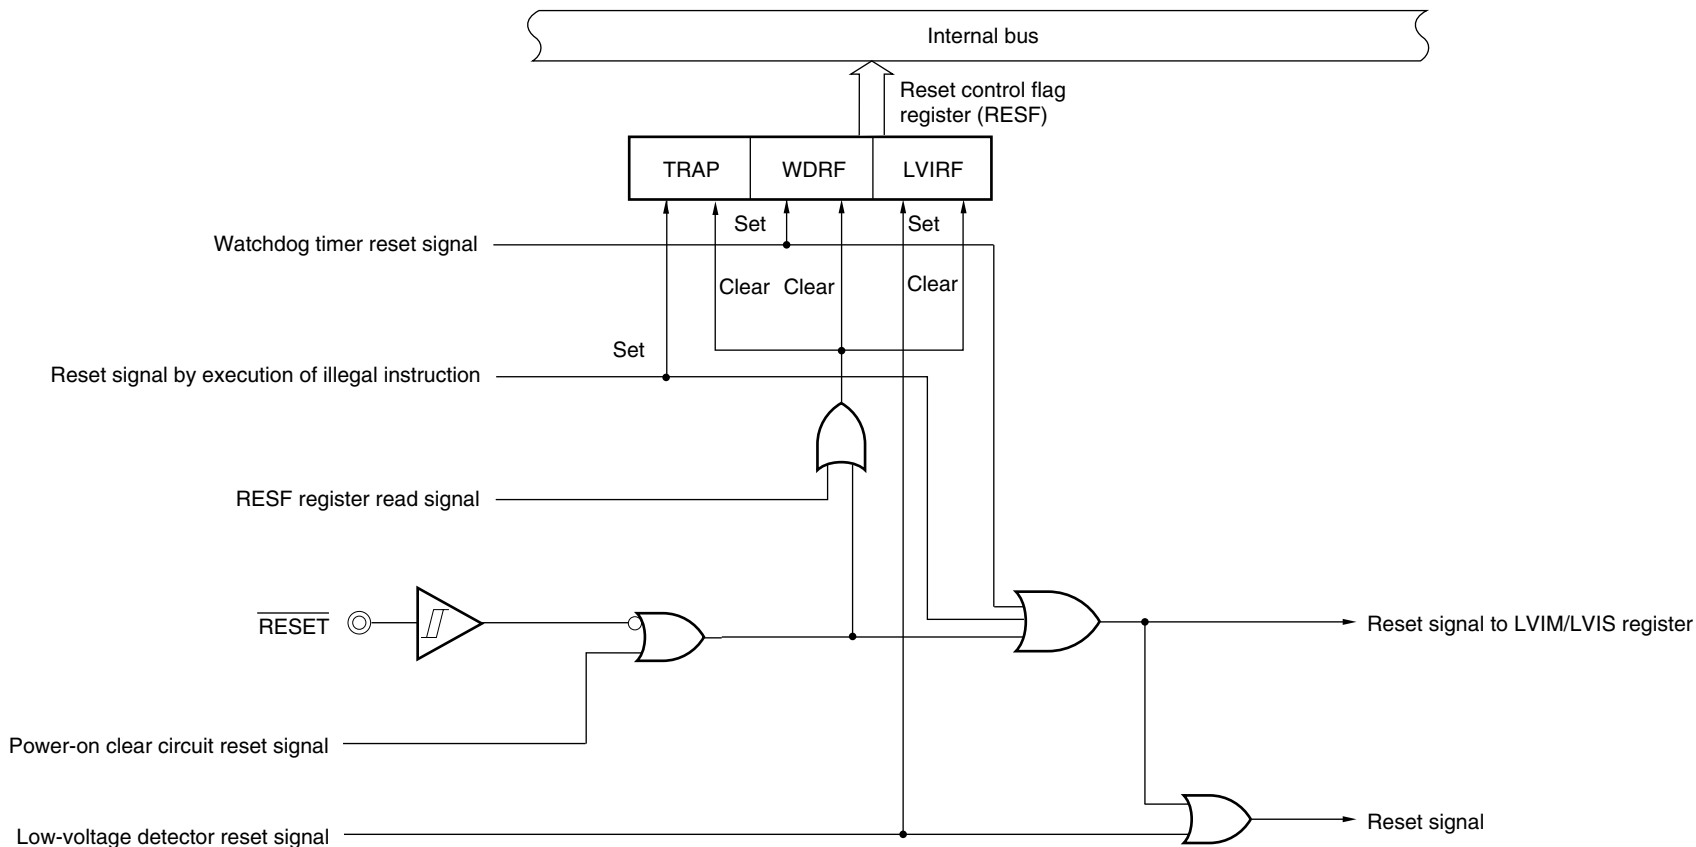 Internal bus
Reset control flag
register (RESF)
TRAP
WDRF
LVIRF
Set
Set
Watchdog timer reset signal
Clear
Clear
Clear
Set
Reset signal by execution of illegal instruction
RESF register read signal
RESET
Reset signal to LVIM/LVIS register
Power-on clear circuit reset signal
Reset signal
Low-voltage detector reset signal